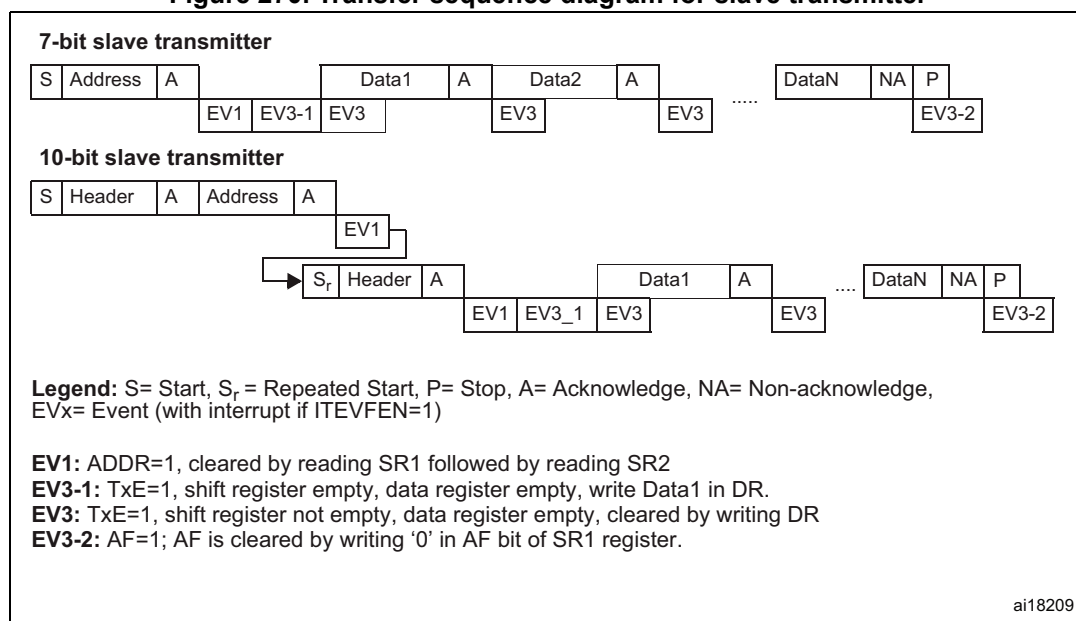 Figure 270. Transfer sequence diagram for slave transmitter
7-bit slave transmitter
S Address A Data1 A Data2 A ..... DataN NA P
EV1 EV3-1 EV3 EV3 EV3 EV3-2
10-bit slave transmitter
S Header A Address A
EV1
Sr Header A Data1 A .... DataN NA P
EV1 EV3_1 EV3 EV3 EV3-2
Legend: S= Start, Sr = Repeated Start, P= Stop, A= Acknowledge, NA= Non-acknowledge,
EVx= Event (with interrupt if ITEVFEN=1)
EV1: ADDR=1, cleared by reading SR1 followed by reading SR2
EV3-1: TxE=1, shift register empty, data register empty, write Data1 in DR.
EV3: TxE=1, shift register not empty, data register empty, cleared by writing DR
EV3-2: AF=1; AF is cleared by writing ‘0’ in AF bit of SR1 register.
ai18209